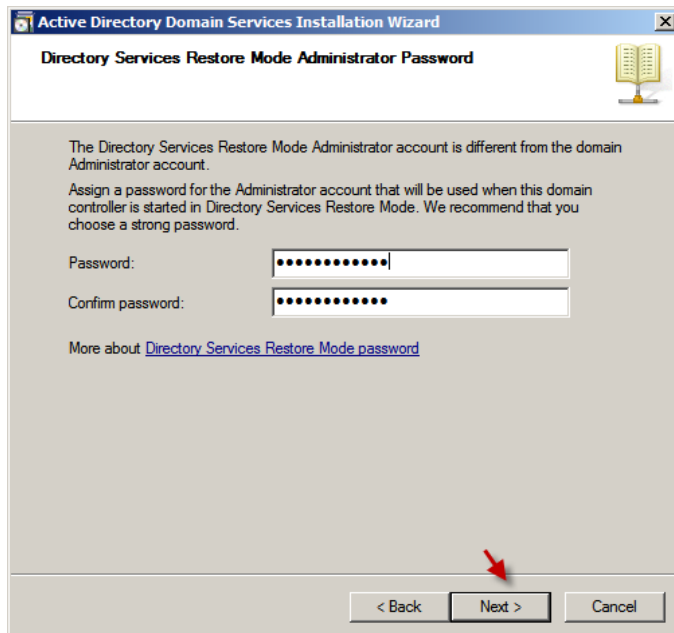 Active Directory Domain Services Installation Wizard
Directory Services Restore Mode Administrator Password
The Directory Services Restore Mode Administrator account is different from the domain
Administrator account.
Assign a password for the Administrator account that will be used when this domain
controller is started in Directory Services Restore Mode. We recommend that you
choose a strong password.
Password: ●●●●●●●●●●●●
Confirm password: ●●●●●●●●●●●●
More about Directory Services Restore Mode password
< Back Next > Cancel